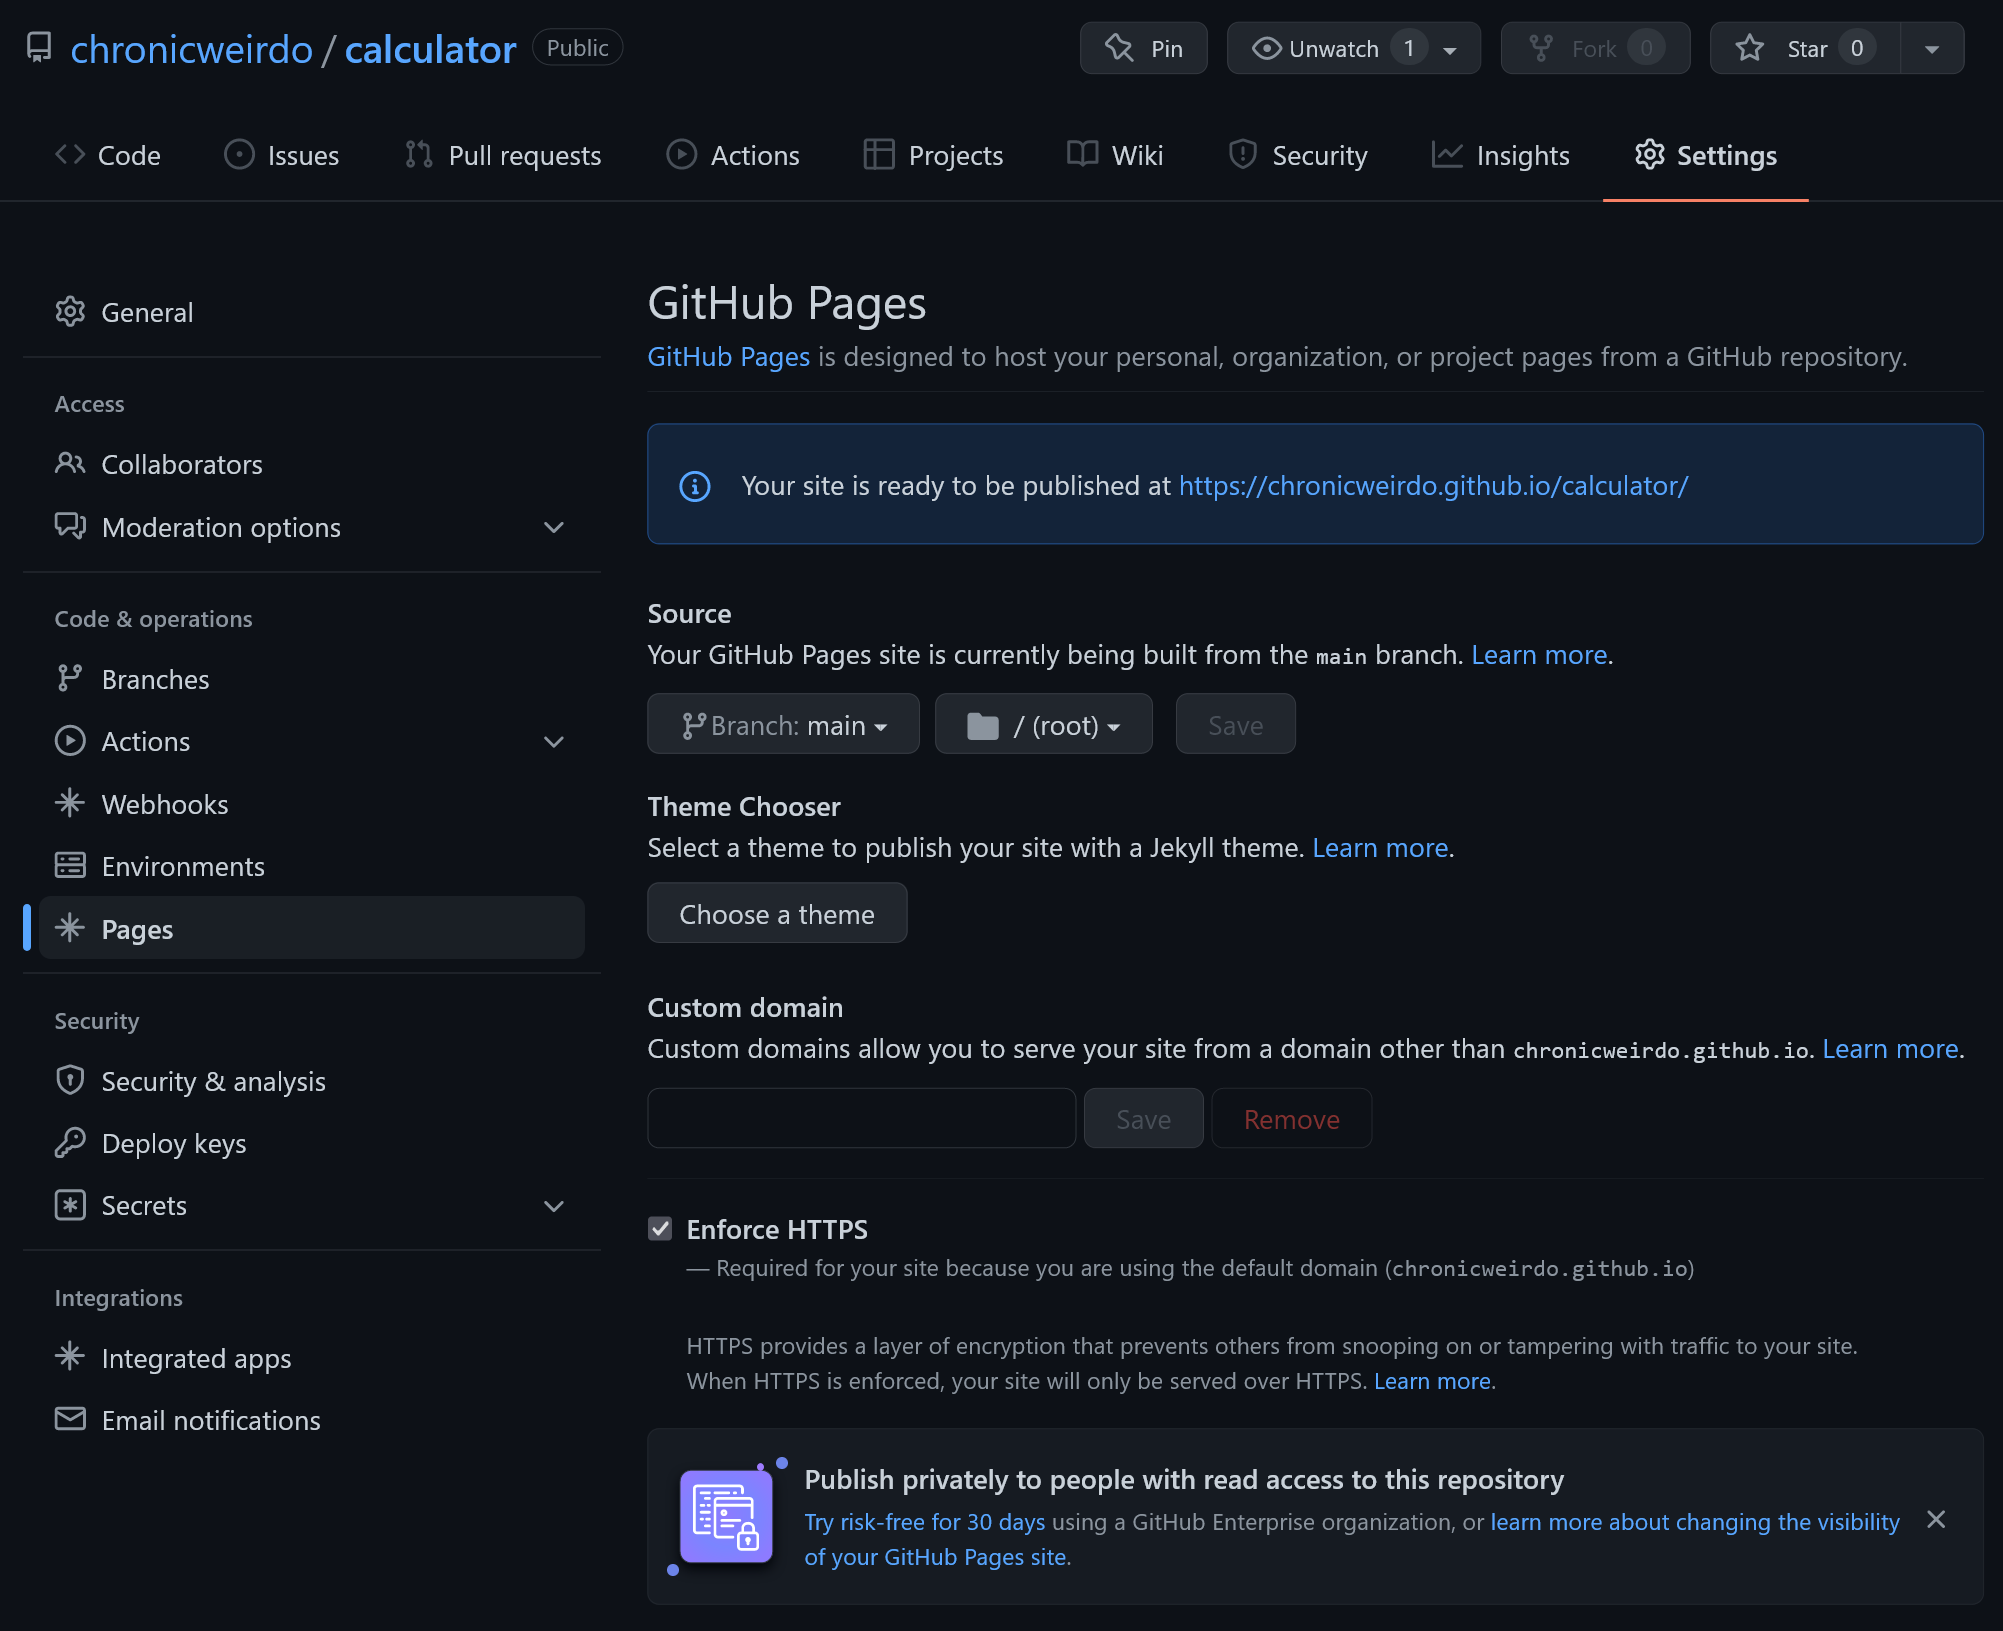 chronicweirdo / calculator Public
Pin
Unwatch 1
Fork 0
Star 0
Code
Issues
Pull requests
Actions
Projects
Wiki
Security
Insights
Settings
General
Access
Collaborators
Moderation options
Code & operations
Branches
Actions
Webhooks
Environments
Pages
Security
Security & analysis
Deploy keys
Secrets
Integrations
Integrated apps
Email notifications
GitHub Pages
GitHub Pages is designed to host your personal, organization, or project pages from a GitHub repository.
Your site is ready to be published at https://chronicweirdo.github.io/calculator/
Source
Your GitHub Pages site is currently being built from the main branch. Learn more.
Branch: main
/ (root)
Save
Theme Chooser
Select a theme to publish your site with a Jekyll theme. Learn more.
Choose a theme
Custom domain
Custom domains allow you to serve your site from a domain other than chronicweirdo.github.io. Learn more.
Save
Remove
Enforce HTTPS
— Required for your site because you are using the default domain (chronicweirdo.github.io)
HTTPS provides a layer of encryption that prevents others from snooping on or tampering with traffic to your site.
When HTTPS is enforced, your site will only be served over HTTPS. Learn more.
Publish privately to people with read access to this repository
Try risk-free for 30 days using a GitHub Enterprise organization, or learn more about changing the visibility
of your GitHub Pages site.